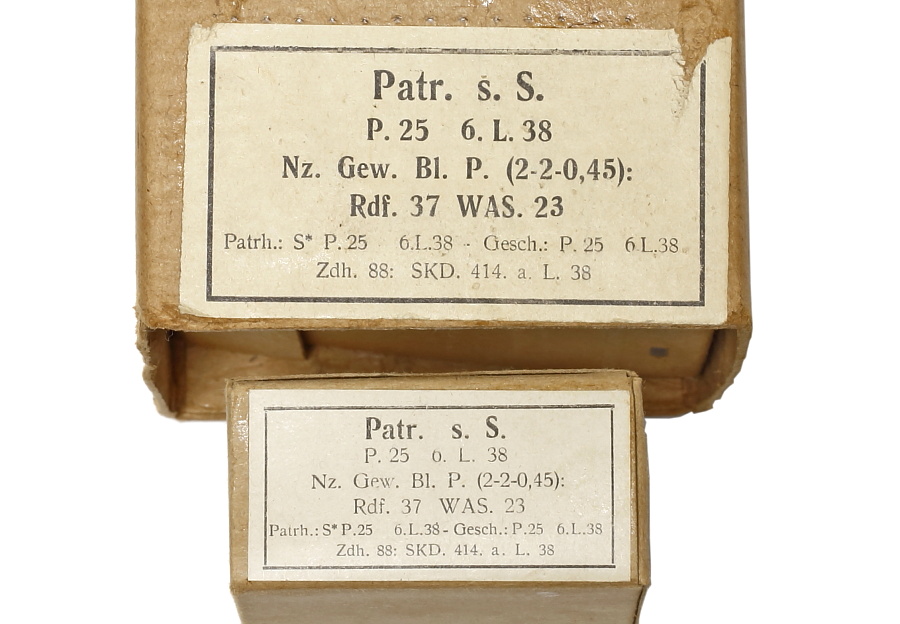 Patr. s. S.
P. 25 6. L. 38
Nz. Gew. Bl. P. (2-2-0,45):
Rdf. 37 WAS. 23
Patrh.: S* P. 25 6.L.38 - Gesch.: P. 25 6 L.38
Zdh. 88: SKD. 414. a. L. 38
Patr. s. S.
P. 25 6. L. 38
Nz. Gew. Bl. P. (2-2-0,45):
Rdf. 37 WAS. 23
Patrh.: S* P.25 6.L.38 - Gesch.: P.25 6.L.38
Zdh. 88: SKD. 414. a. L. 38